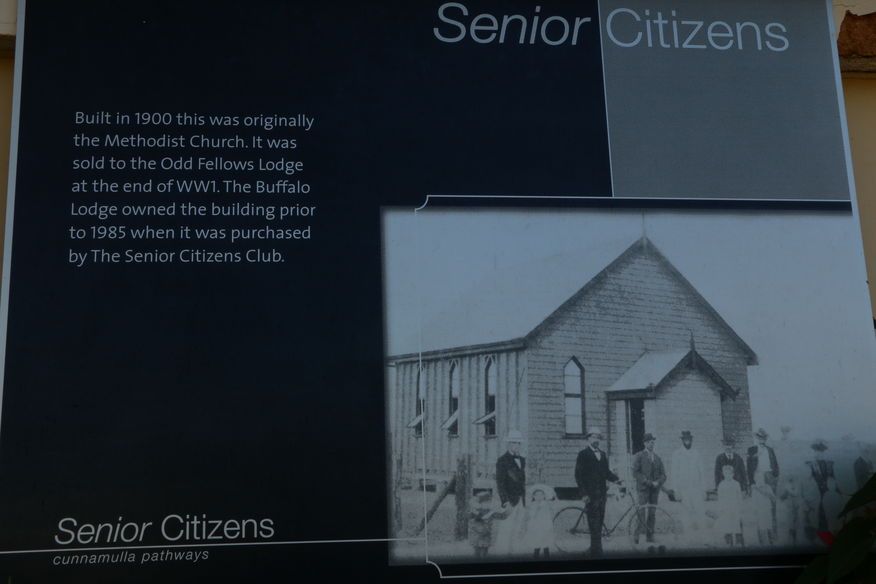 Senior Citizens
Built in 1900 this was originally
the Methodist Church. It was
sold to the Odd Fellows Lodge
at the end of WW1. The Buffalo
Lodge owned the building prior
to 1985 when it was purchased
by The Senior Citizens Club.
Senior Citizens
cunnamulla pathways